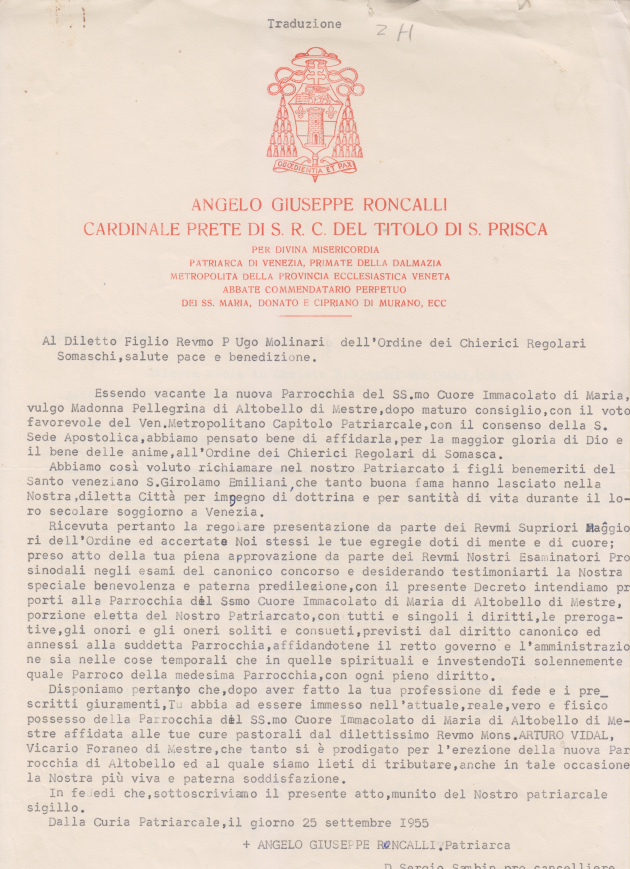 Traduzione
2 H
OBOEDIENTIA ET PAX
ANGELO GIUSEPPE RONCALLI
CARDINALE PRETE DI S. R. C. DEL TITOLO DI S. PRISCA
PER DIVINA MISERICORDIA
PATRIARCA DI VENEZIA, PRIMATE DELLA DALMAZIA
METROPOLITA DELLA PROVINCIA ECCLESIASTICA VENETA
ABBATE COMMENDATARIO PERPETUO
DEI SS. MARIA, DONATO E CIPRIANO DI MURANO, ECC
Al Diletto Figlio Revmo P Ugo Molinari dell'Ordine dei Chierici Regolari
Somaschi,salute pace e benedizione.
Essendo vacante la nuova Parrocchia del SS.mo Cuore Immacolato di Maria,
vulgo Madonna Pellegrina di Altobello di Mestre,dopo maturo consiglio,con il voto
favorevole del Ven.Metropolitano Capitolo Patriarcale,con il consenso della S.
Sede Apostolica,abbiamo pensato bene di affidarla,per la maggior gloria di Dio e
il bene delle anime,all'Ordine dei Chierici Regolari di Somasca.
Abbiamo così voluto richiamare nel nostro Patriarcato i figli benemeriti del
Santo veneziano S.Girolamo Emiliani,che tanto buona fama hanno lasciato nella
Nostra,diletta Città per impegno di dottrina e per santità di vita durante il lo-
ro secolare soggiorno a Venezia.
Ricevuta pertanto la regolare presentazione da parte dei Revmi Supriori Maggio
ri dell'Ordine ed accertate Noi stessi le tue egregie doti di mente e di cuore;
preso atto della tua piena approvazione da parte dei Revmi Nostri Esaminatori Pro
sinodali negli esami del canonico concorso e desiderando testimoniarti la Nostra
speciale benevolenza e paterna predilezione,con il presente Decreto intendiamo pr
porti alla Parrocchia del Ssmo Cuore Immacolato di Maria di Altobello di Mestre,
porzione eletta del Nostro Patriarcato,con tutti e singoli i diritti,le preroga-
tive,gli onori e gli oneri soliti e consueti,previsti dal diritto canonico ed
annessi alla suddetta Parrocchia,affidandotene il retto governo e l'amministrazio
ne sia nelle cose temporali che in quelle spirituali e investendoTi solennemente
quale Parroco della medesima Parrocchia,con ogni pieno diritto.
Disponiamo pertanto che,dopo aver fatto la tua professione di fede e i pre_
scritti giuramenti,Tu abbia ad essere immesso nell'attuale,reale,vero e fisico
possesso della Parrocchia del SS.mo Cuore Immacolato di Maria di Altobello di Me-
stre affidata alle tue cure pastorali dal dilettissimo Revmo Mons.ARTURO VIDAL,
Vicario Foraneo di Mestre,che tanto si è prodigato per l'erezione della nuova Par
rocchia di Altobello ed al quale siamo lieti di tributare,anche in tale occasione
la Nostra più viva e paterna soddisfazione.
In fede di che,sottoscriviamo il presente atto,munito del Nostro patriarcale
sigillo.
Dalla Curia Patriarcale,il giorno 25 settembre 1955
+ ANGELO GIUSEPPE RONCALLI.Patriarca
D Sergio Sambin pro cancelliere